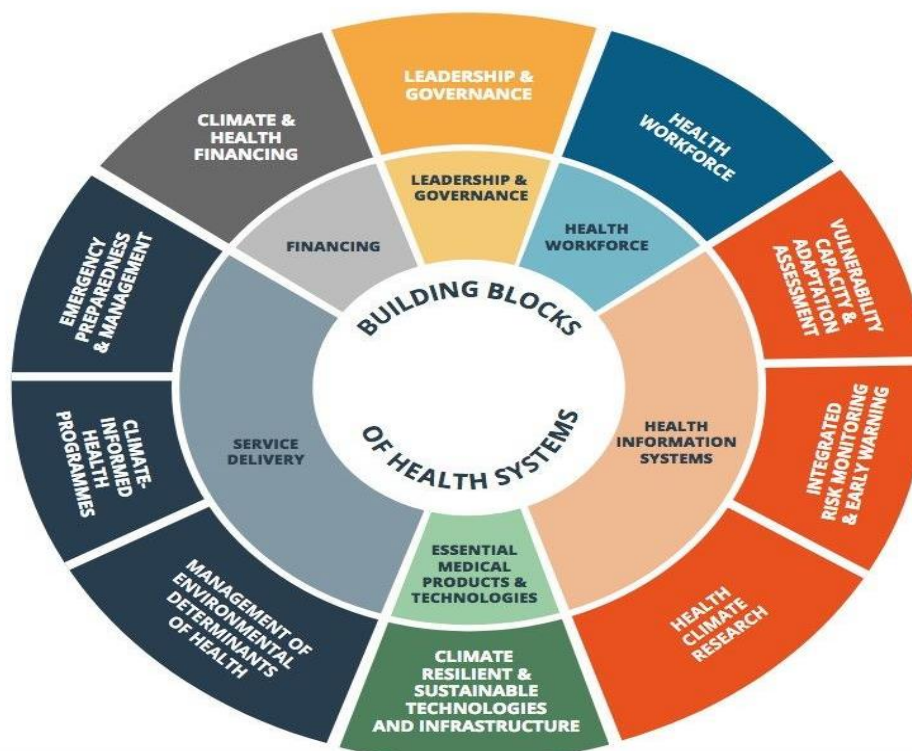 LEADERSHIP &
GOVERNANCE
HEALTH
WORKFORCE
VULNERABILITY
CAPACITY &
ADAPTATION
ASSESSMENT
INTEGRATED
RISK MONITORING
& EARLY WARNING
HEALTH
CLIMATE
RESEARCH
CLIMATE
RESILIENT &
SUSTAINABLE
TECHNOLOGIES
AND INFRASTRUCTURE
MANAGEMENT OF
ENVIRONMENTAL
DETERMINANTS
OF HEALTH
CLIMATE-
INFORMED
HEALTH
PROGRAMMES
EMERGENCY
PREPAREDNESS
& MANAGEMENT
CLIMATE &
HEALTH
FINANCING
LEADERSHIP &
GOVERNANCE
HEALTH
WORKFORCE
HEALTH
INFORMATION
SYSTEMS
ESSENTIAL
MEDICAL
PRODUCTS &
TECHNOLOGIES
SERVICE
DELIVERY
FINANCING
BUILDING BLOCKS
OF HEALTH SYSTEMS